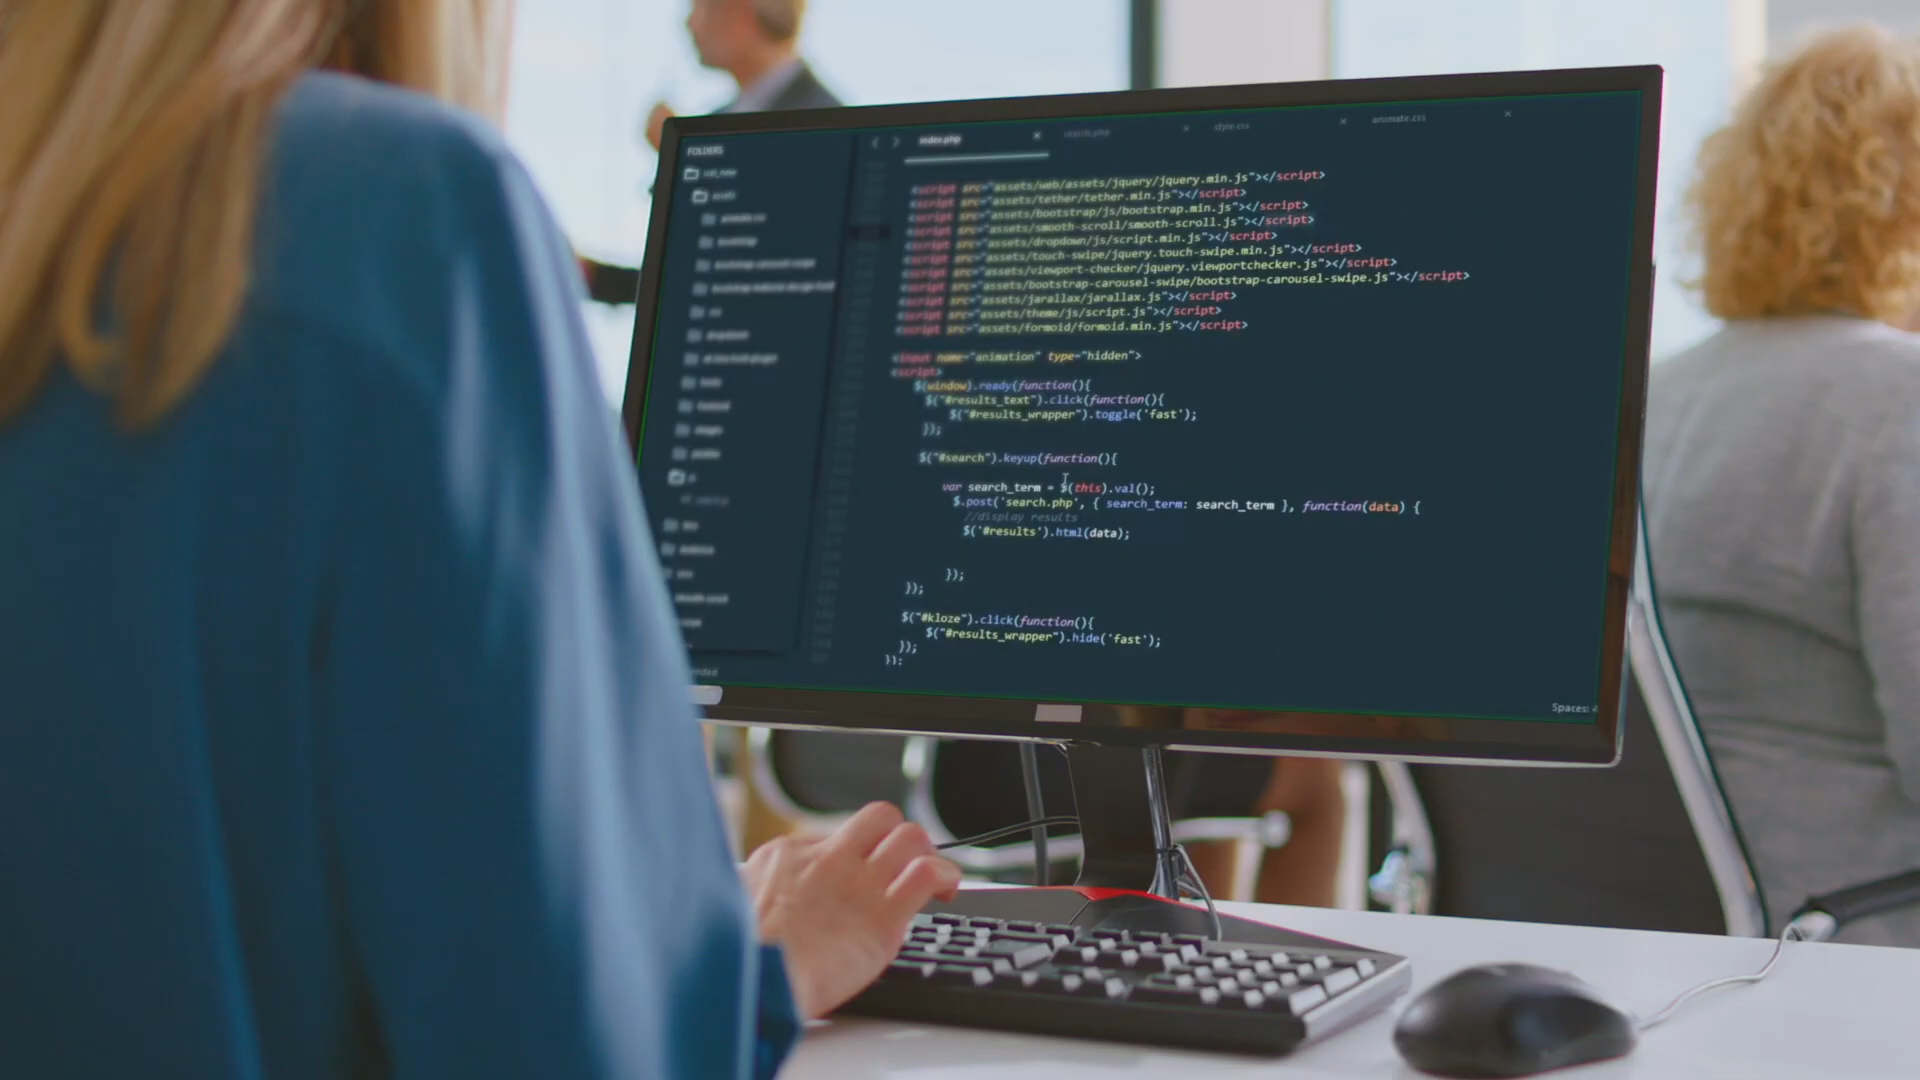 FOLDERS
index.php
search.php
style.css
animate.css
<script src="assets/web/assets/jquery/jquery.min.js"></script>
<script src="assets/tether/tether.min.js"></script>
<script src="assets/bootstrap/js/bootstrap.min.js"></script>
<script src="assets/smooth-scroll/smooth-scroll.js"></script>
<script src="assets/dropdown/js/script.min.js"></script>
<script src="assets/touch-swipe/jquery.touch-swipe.min.js"></script>
<script src="assets/viewport-checker/jquery.viewportchecker.js"></script>
<script src="assets/bootstrap-carousel-swipe/bootstrap-carousel-swipe.js"></script>
<script src="assets/jarallax/jarallax.js"></script>
<script src="assets/theme/js/script.js"></script>
<script src="assets/formoid/formoid.min.js"></script>
<input name="animation" type="hidden">
<script>
$(window).ready(function(){
$("#results_text").click(function(){
$("#results_wrapper").toggle('fast');
});
$("#search").keyup(function(){
var search_term = $(this).val();
$.post('search.php', { search_term: search_term }, function(data) {
//display results
$('#results').html(data);
});
});
$("#kloze").click(function(){
$("#results_wrapper").hide('fast');
});
});
Spaces: 4